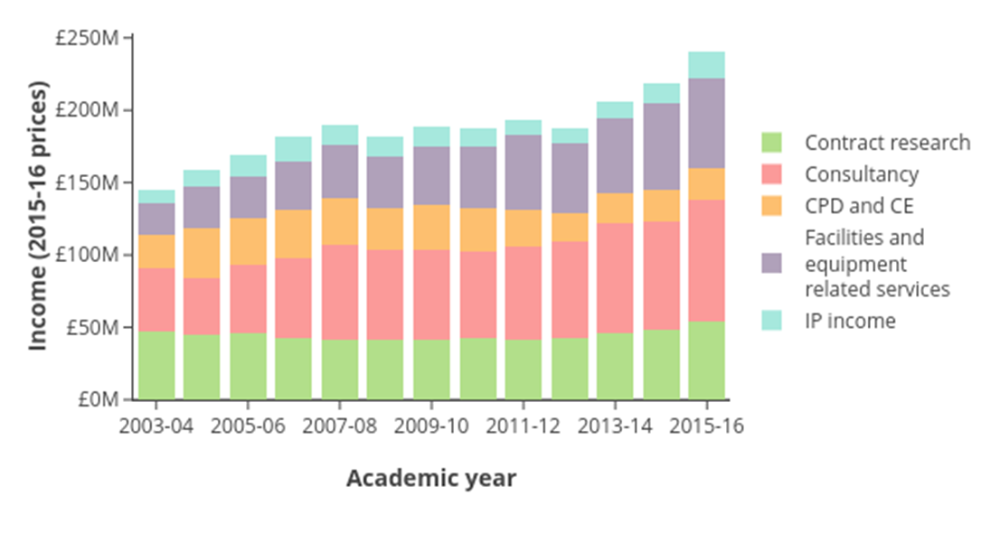 £250M
£200M
£150M
£100M
£50M
£0M
Income (2015-16 prices)
2003-04 2005-06 2007-08 2009-10 2011-12 2013-14 2015-16
Academic year
Contract research
Consultancy
CPD and CE
Facilities and
equipment
related services
IP income